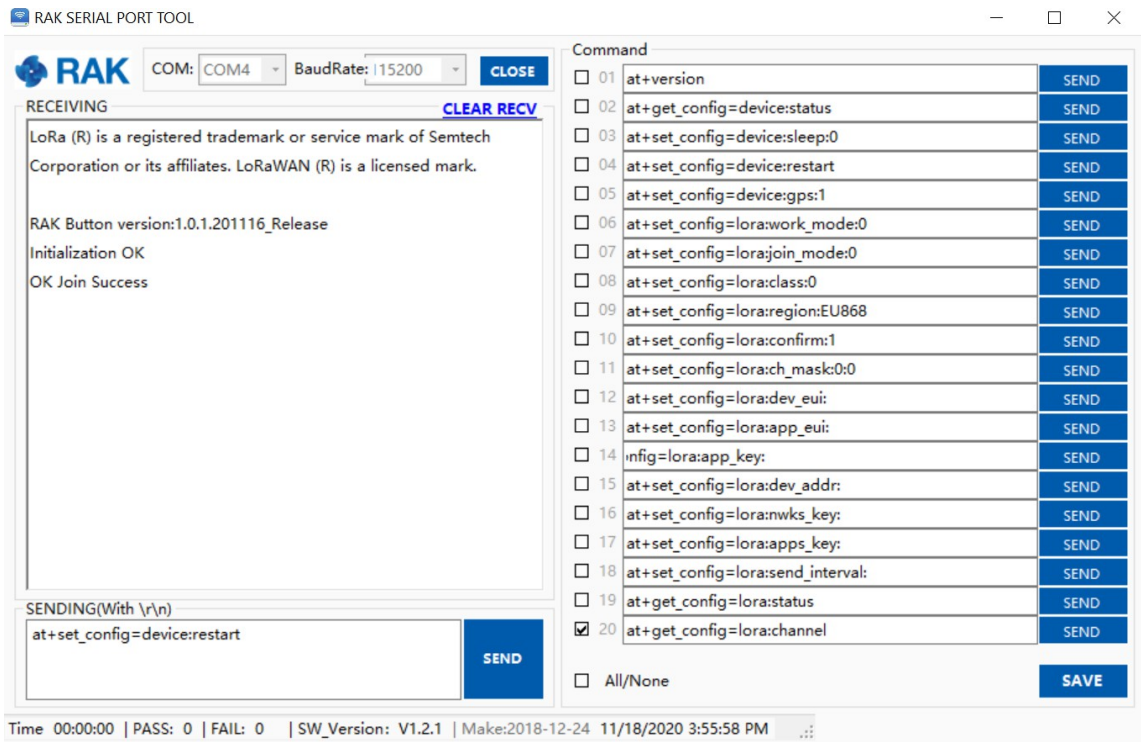 RAK SERIAL PORT TOOL
RAK COM: COM4 BaudRate: 115200 CLOSE
RECEIVING CLEAR RECV
LoRa (R) is a registered trademark or service mark of Semtech
Corporation or its affiliates. LoRaWAN (R) is a licensed mark.
RAK Button version:1.0.1.201116_Release
Initialization OK
OK Join Success
SENDING(With \r\n)
at+set_config=device:restart
SEND
Command
01 at+version SEND
02 at+get_config=device:status SEND
03 at+set_config=device:sleep:0 SEND
04 at+set_config=device:restart SEND
05 at+set_config=device:gps:1 SEND
06 at+set_config=lora:work_mode:0 SEND
07 at+set_config=lora:join_mode:0 SEND
08 at+set_config=lora:class:0 SEND
09 at+set_config=lora:region:EU868 SEND
10 at+set_config=lora:confirm:1 SEND
11 at+set_config=lora:ch_mask:0:0 SEND
12 at+set_config=lora:dev_eui: SEND
13 at+set_config=lora:app_eui: SEND
14 nfig=lora:app_key: SEND
15 at+set_config=lora:dev_addr: SEND
16 at+set_config=lora:nwks_key: SEND
17 at+set_config=lora:apps_key: SEND
18 at+set_config=lora:send_interval: SEND
19 at+get_config=lora:status SEND
20 at+get_config=lora:channel SEND
All/None SAVE
Time 00:00:00 | PASS: 0 | FAIL: 0 | SW_Version: V1.2.1 | Make:2018-12-24 11/18/2020 3:55:58 PM